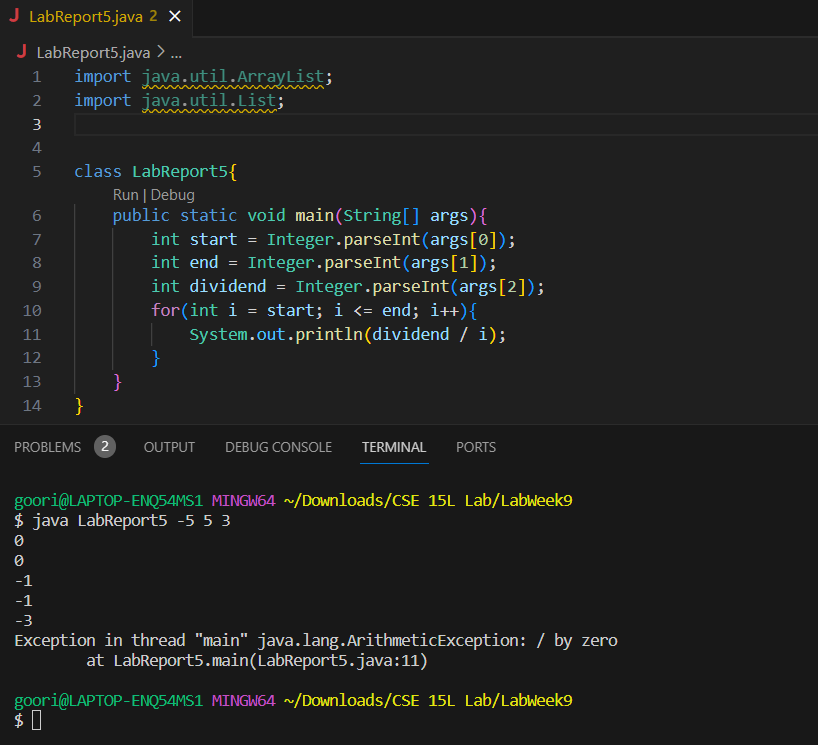 J LabReport5.java 2 ✕
J LabReport5.java > ...
1 import java.util.ArrayList;
2 import java.util.List;
3
4
5 class LabReport5{
Run | Debug
6 public static void main(String[] args){
7 int start = Integer.parseInt(args[0]);
8 int end = Integer.parseInt(args[1]);
9 int dividend = Integer.parseInt(args[2]);
10 for(int i = start; i <= end; i++){
11 System.out.println(dividend / i);
12 }
13 }
14 }
PROBLEMS 2 OUTPUT DEBUG CONSOLE TERMINAL PORTS
goori@LAPTOP-ENQ54MS1 MINGW64 ~/Downloads/CSE 15L Lab/LabWeek9
$ java LabReport5 -5 5 3
0
0
-1
-1
-3
Exception in thread "main" java.lang.ArithmeticException: / by zero
at LabReport5.main(LabReport5.java:11)
goori@LAPTOP-ENQ54MS1 MINGW64 ~/Downloads/CSE 15L Lab/LabWeek9
$